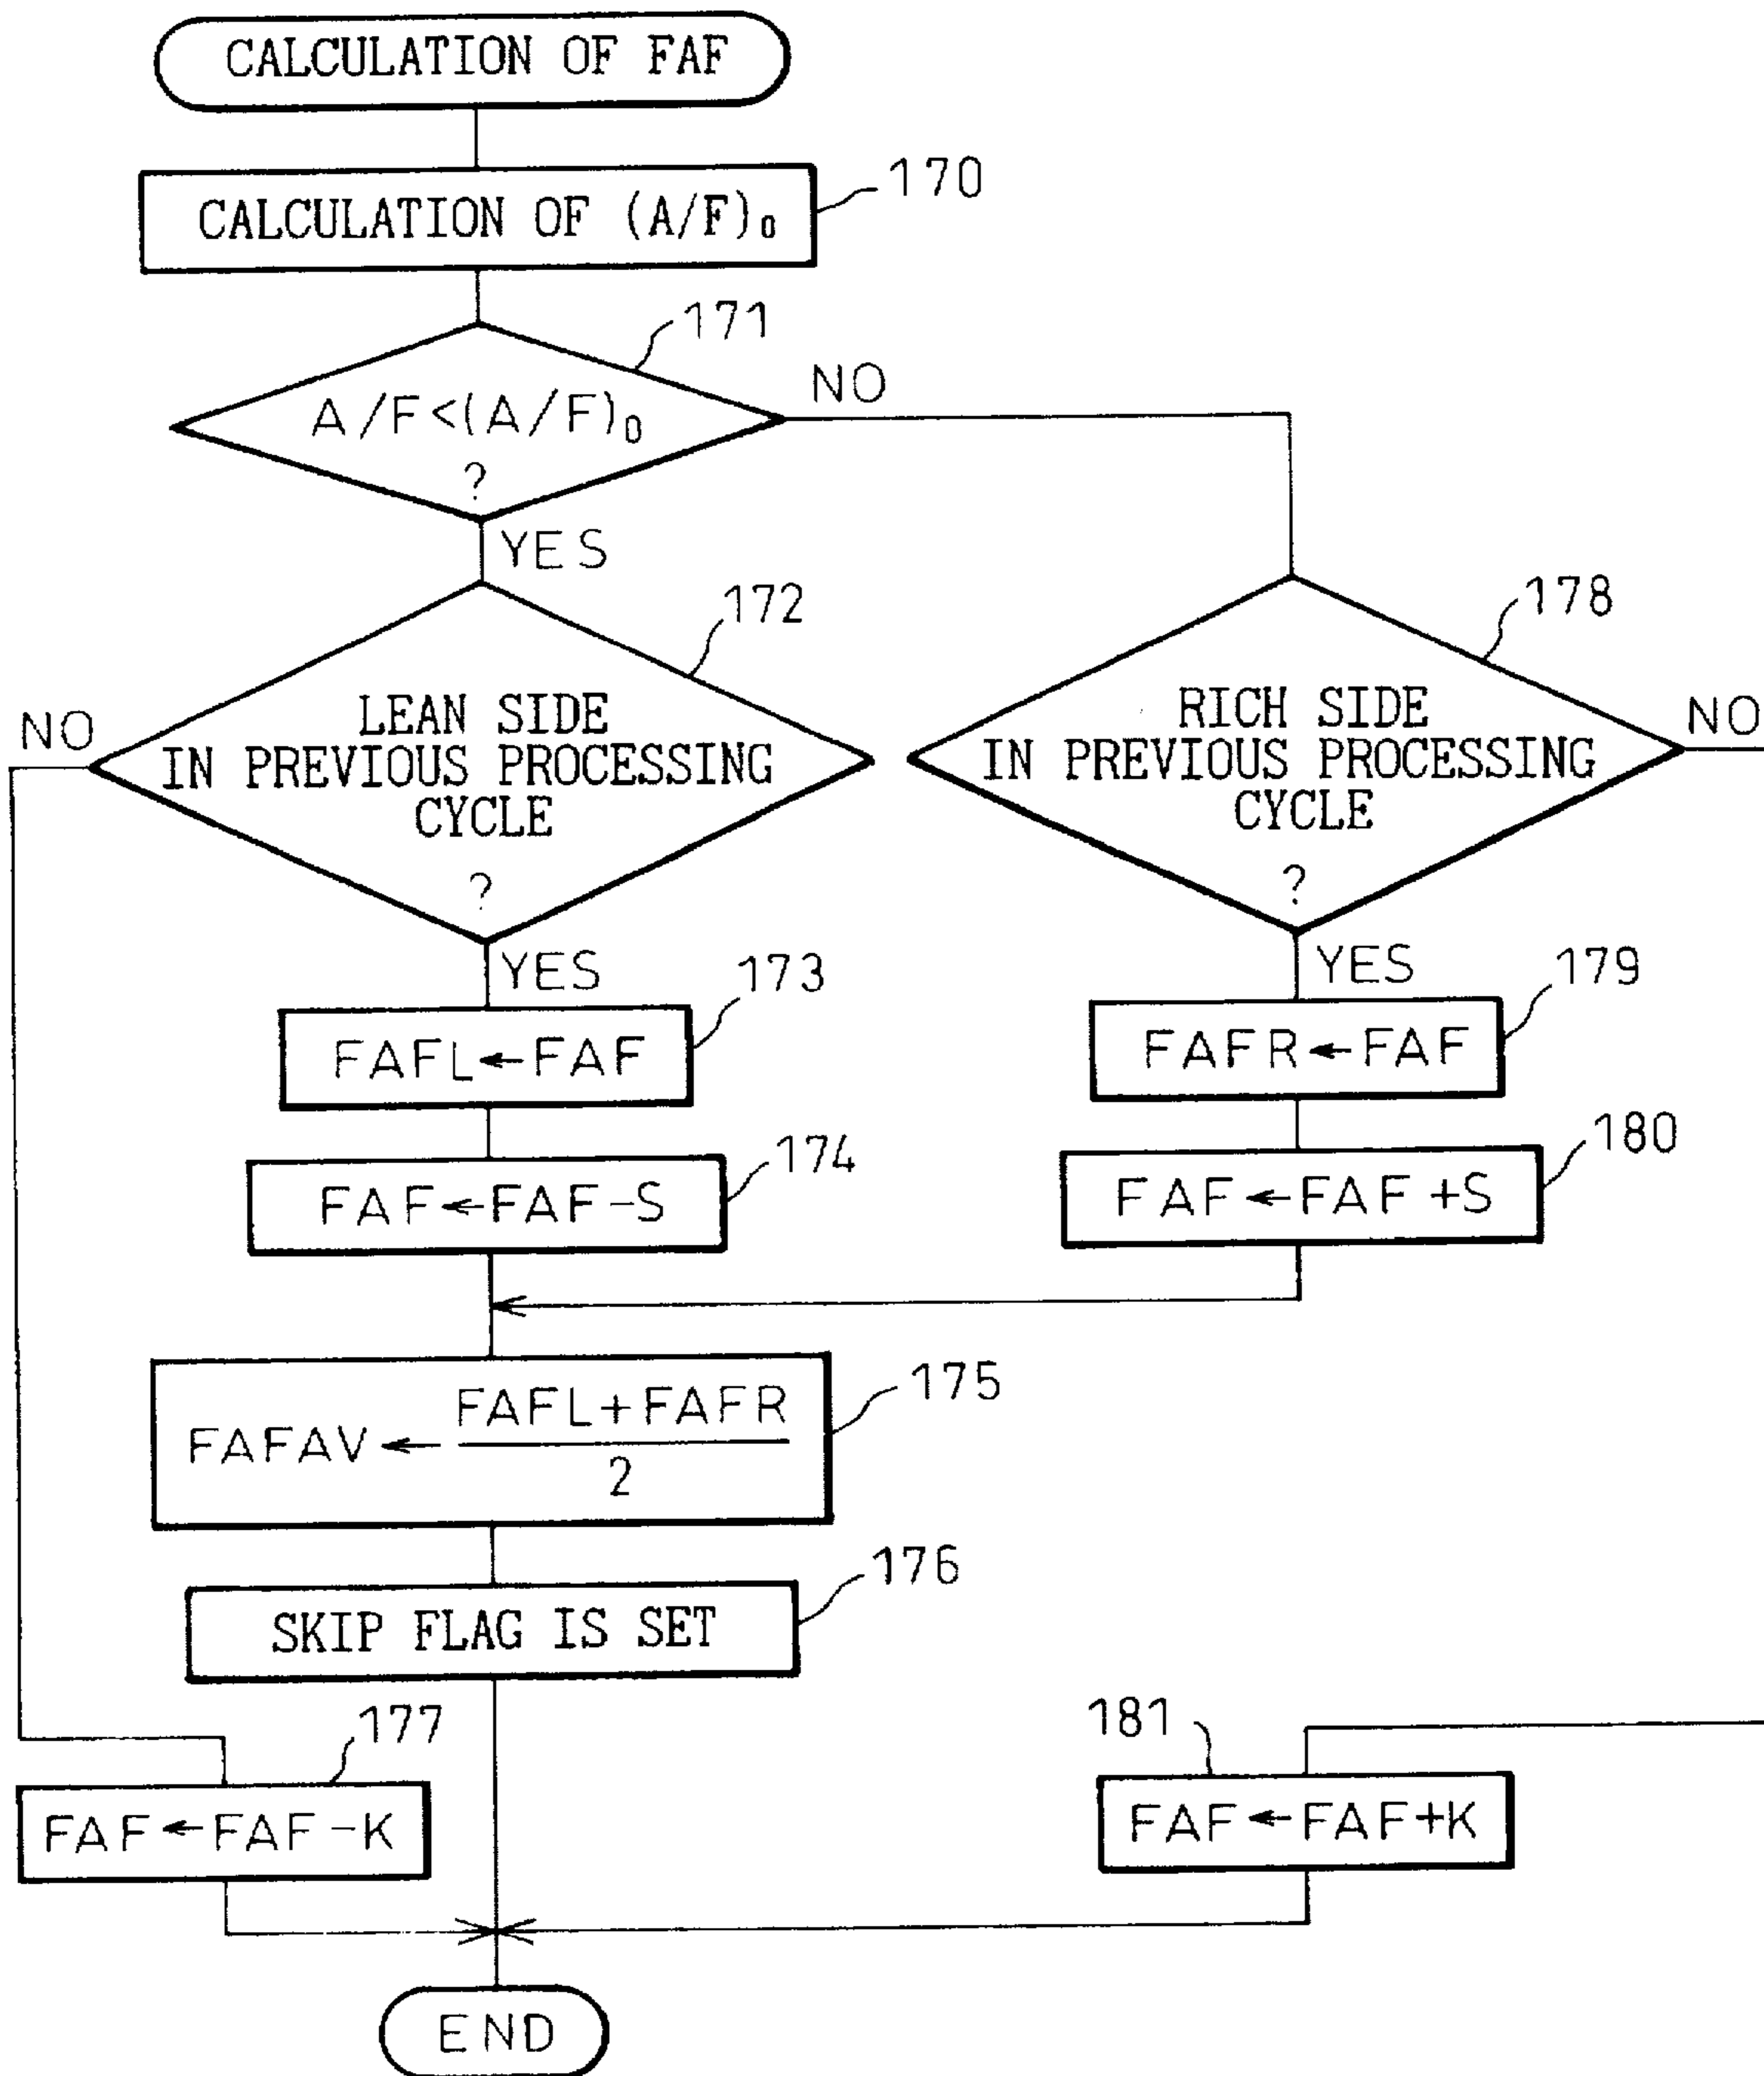 CALCULATION OF FAF
CALCULATION OF (A/F)₀
170
171
A/F<(A/F)₀
?
NO
YES
172
LEAN SIDE
IN PREVIOUS PROCESSING
CYCLE
?
NO
YES
178
RICH SIDE
IN PREVIOUS PROCESSING
CYCLE
?
NO
YES
173
FAFL←FAF
179
FAFR←FAF
174
FAF←FAF-S
180
FAF←FAF+S
175
FAFAV← FAFL+FAFR
2
176
SKIP FLAG IS SET
177
FAF←FAF-K
181
FAF←FAF+K
END